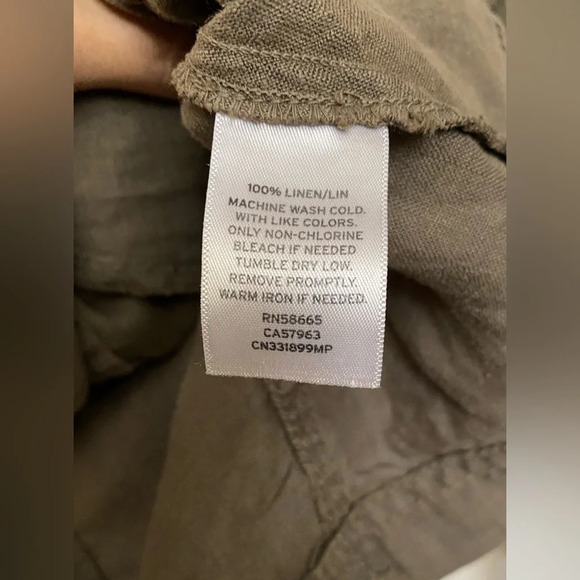 100% LINEN/LIN
MACHINE WASH COLD.
WITH LIKE COLORS.
ONLY NON-CHLORINE
BLEACH IF NEEDED
TUMBLE DRY LOW.
REMOVE PROMPTLY.
WARM IRON IF NEEDED.
RN58665
CA57963
CN331899MP